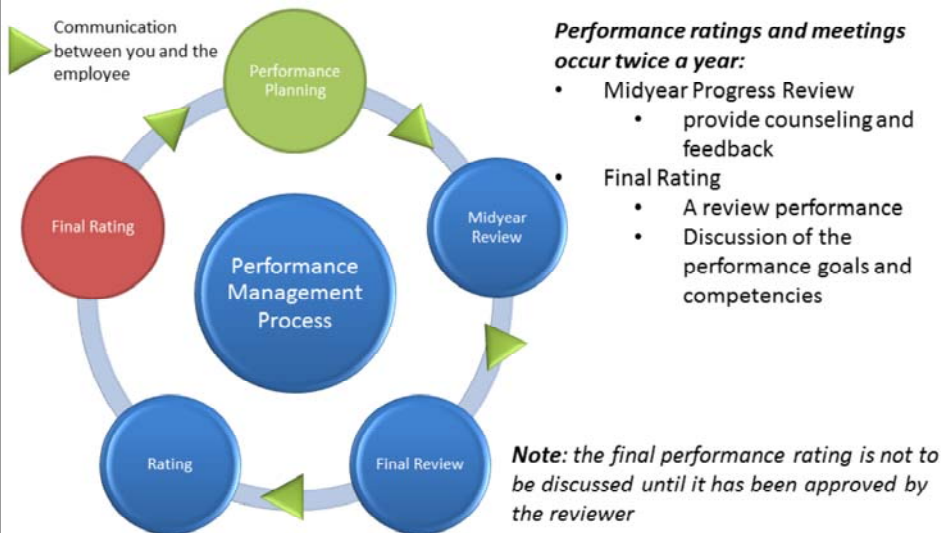 Communication
between you and the
employee
Performance
Planning
Midyear
Review
Final Review
Rating
Final Rating
Performance
Management
Process
Performance ratings and meetings
occur twice a year:
• Midyear Progress Review
• provide counseling and
feedback
• Final Rating
• A review performance
• Discussion of the
performance goals and
competencies
Note: the final performance rating is not to
be discussed until it has been approved by
the reviewer